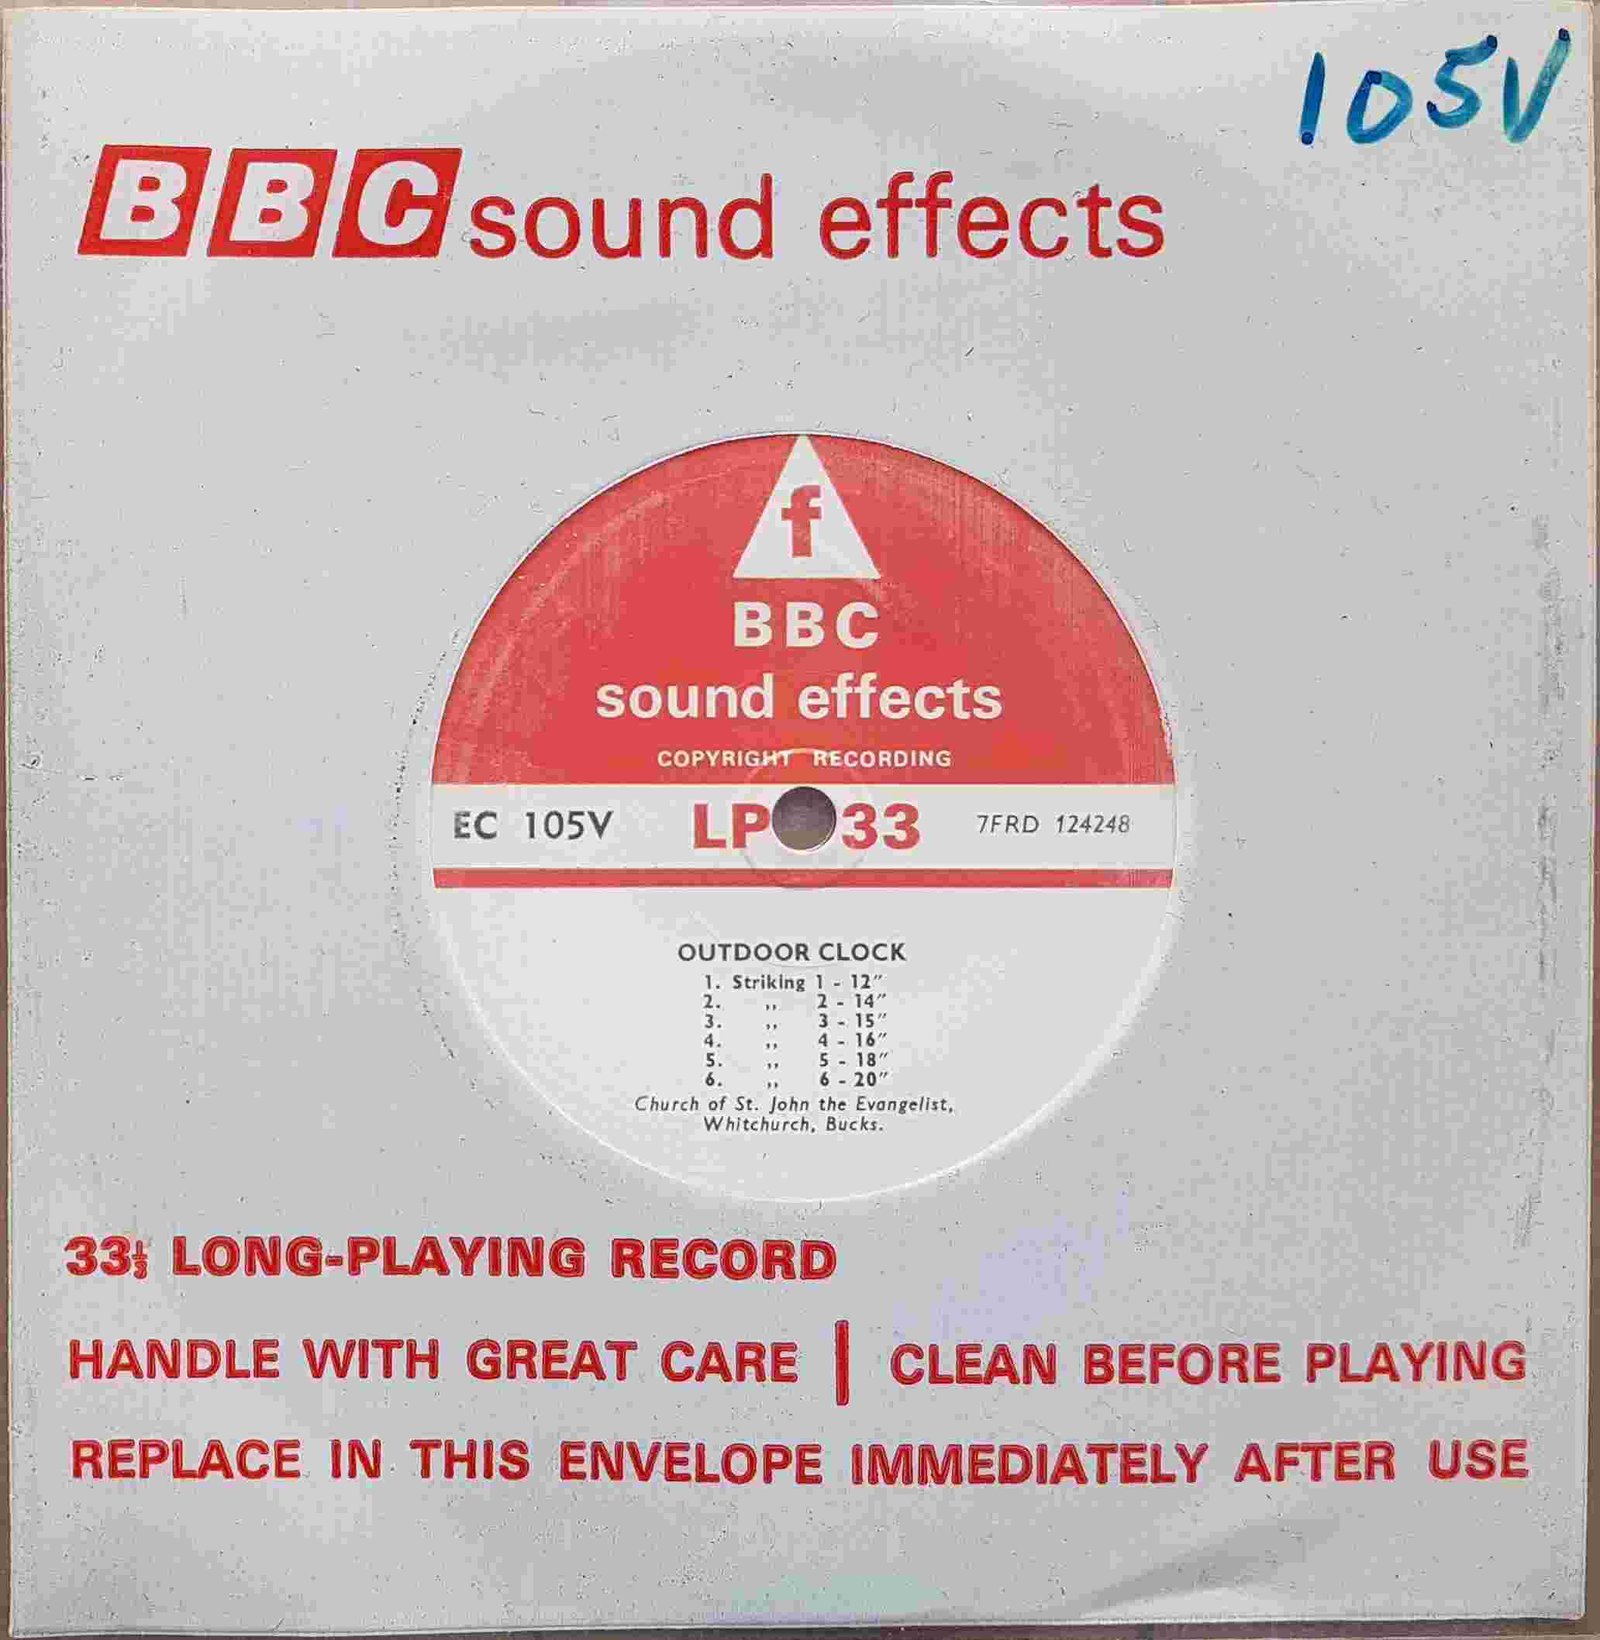 105V
BBC sound effects
f
BBC
sound effects
COPYRIGHT RECORDING
EC 105V LP 33 7FRD 124248
OUTDOOR CLOCK
1. Striking 1 - 12"
2. ,, 2 - 14"
3. ,, 3 - 15"
4. ,, 4 - 16"
5. ,, 5 - 18"
6. ,, 6 - 20"
Church of St. John the Evangelist,
Whitchurch, Bucks.
33⅓ LONG-PLAYING RECORD
HANDLE WITH GREAT CARE | CLEAN BEFORE PLAYING
REPLACE IN THIS ENVELOPE IMMEDIATELY AFTER USE